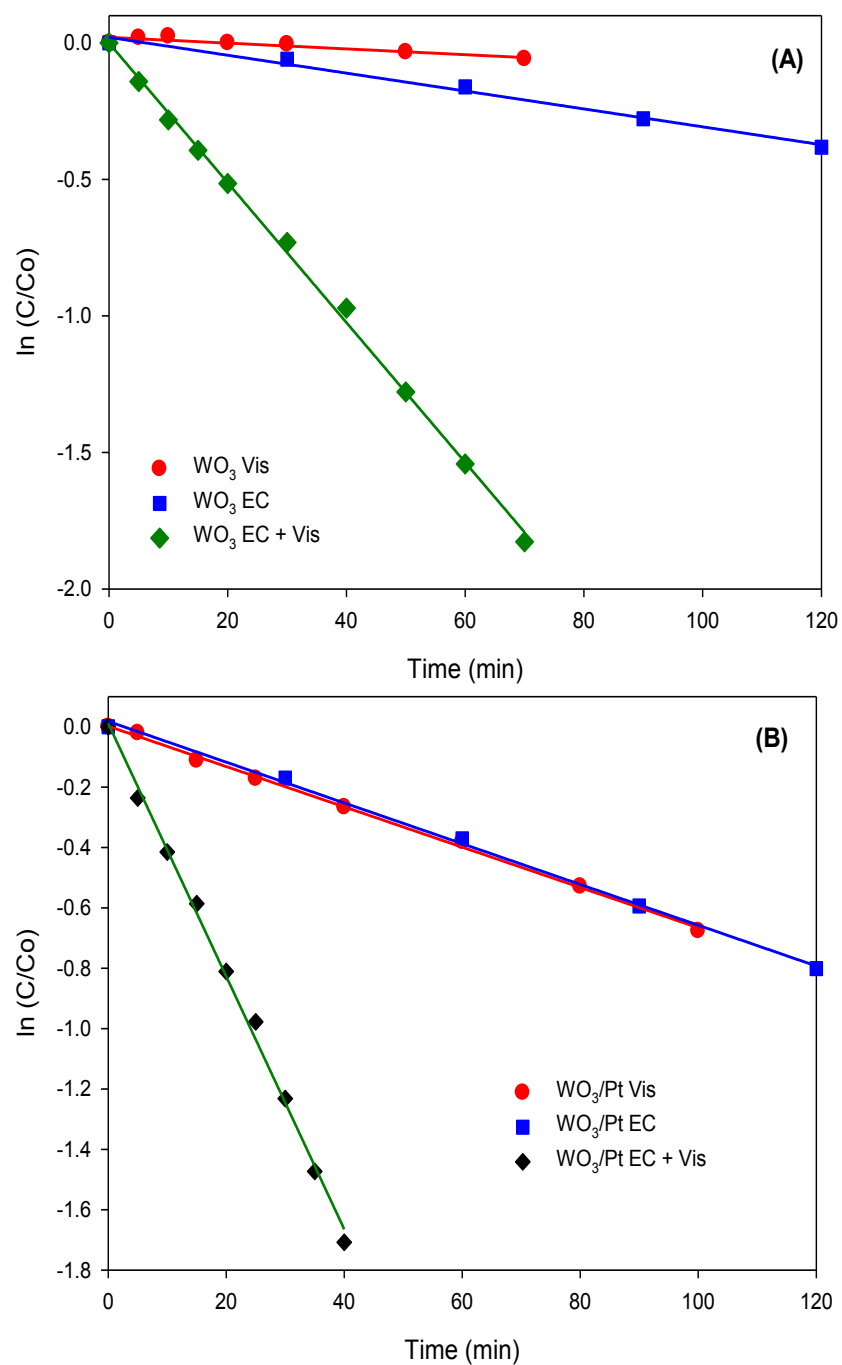 (A)
0.0
-0.5
-1.0
-1.5
-2.0
ln (C/Co)
WO3 Vis
WO3 EC
WO3 EC + Vis
0 20 40 60 80 100 120
Time (min)
(B)
0.0
-0.2
-0.4
-0.6
-0.8
-1.0
-1.2
-1.4
-1.6
-1.8
ln (C/Co)
WO3/Pt Vis
WO3/Pt EC
WO3/Pt EC + Vis
0 20 40 60 80 100 120
Time (min)